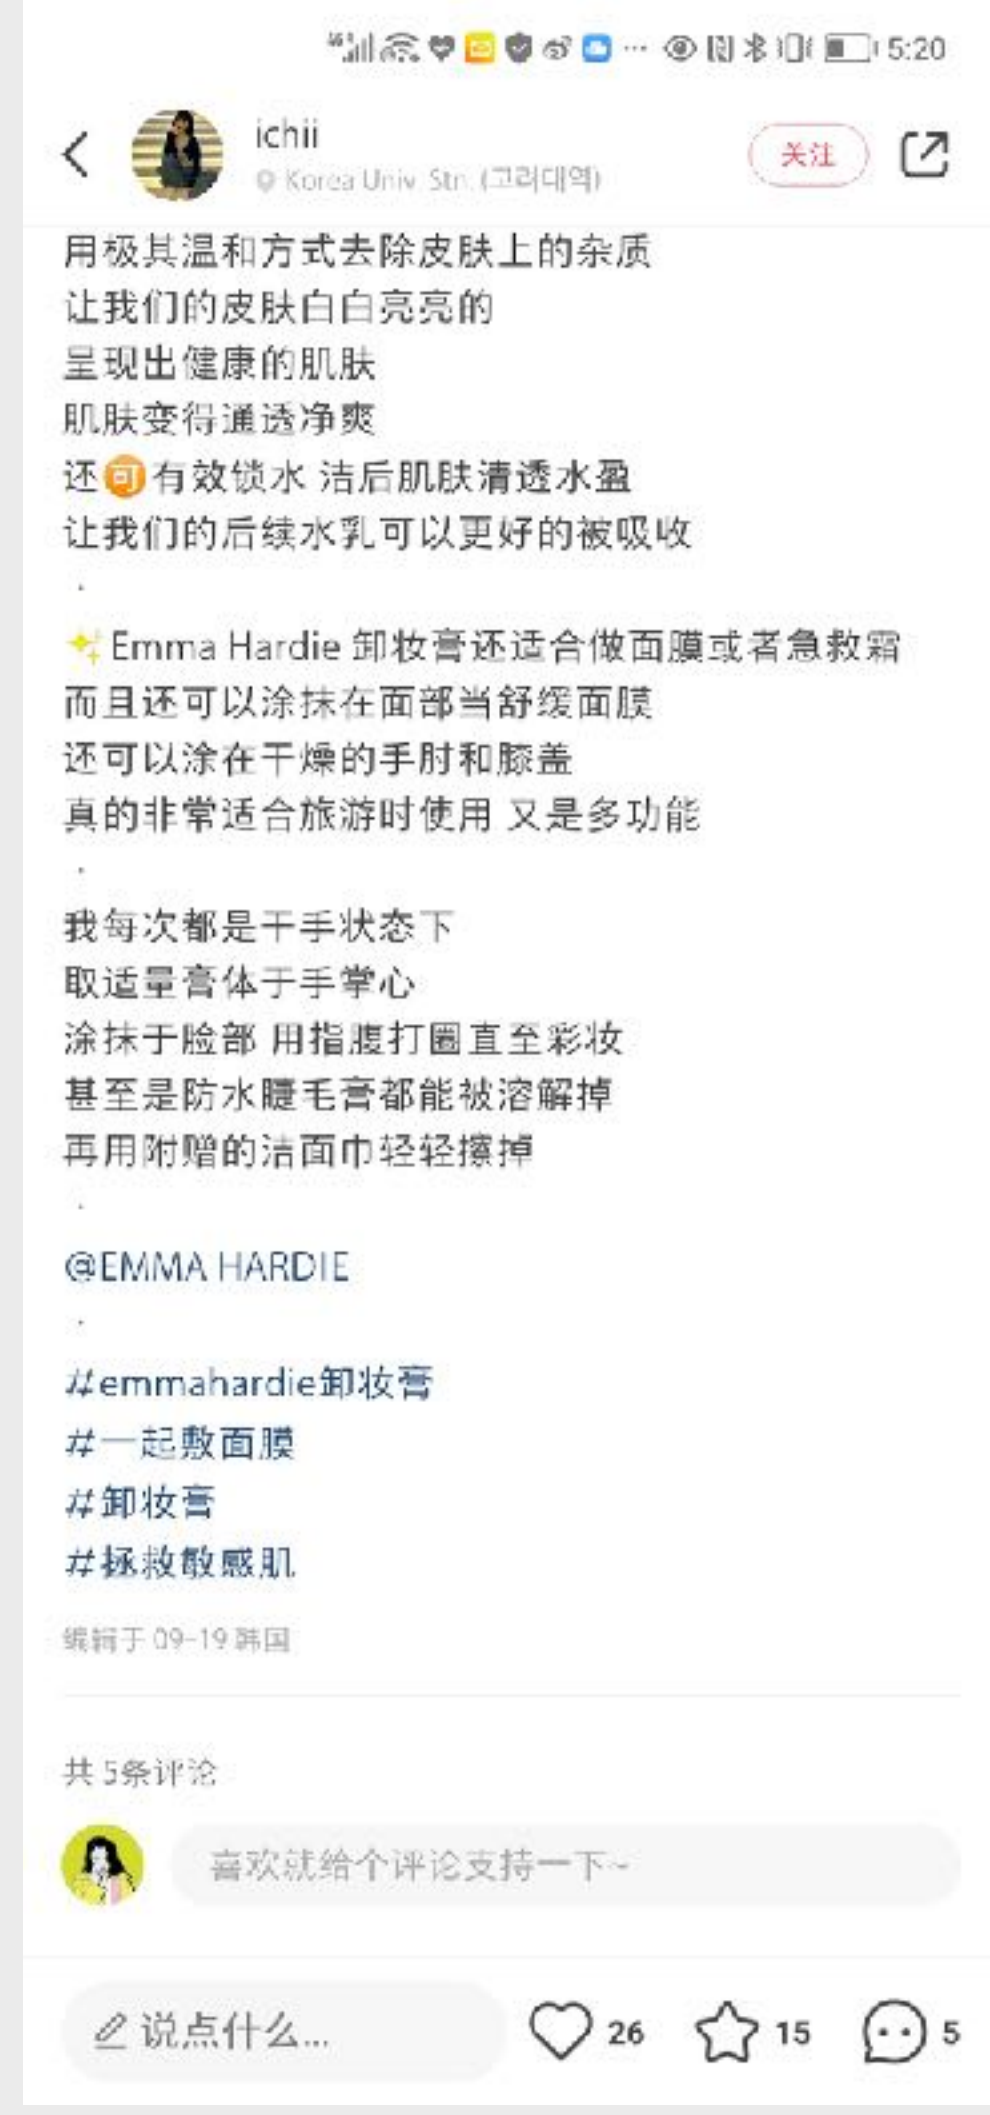 5:20
ichii
Korea Univ. Stn. (고려대역)
关注
用极其温和方式去除皮肤上的杂质
让我们的皮肤白白亮亮的
呈现出健康的肌肤
肌肤变得通透净爽
还🉑有效锁水 洁后肌肤清透水盈
让我们的后续水乳可以更好的被吸收
.
✨Emma Hardie 卸妆膏还适合做面膜或者急救霜
而且还可以涂抹在面部当舒缓面膜
还可以涂在干燥的手肘和膝盖
真的非常适合旅游时使用 又是多功能
.
我每次都是干手状态下
取适量膏体于手掌心
涂抹于脸部 用指腹打圈直至彩妆
甚至是防水睫毛膏都能被溶解掉
再用附赠的洁面巾轻轻擦掉
.
@EMMA HARDIE
.
#emmahardie卸妆膏
#一起敷面膜
#卸妆膏
#拯救敏感肌
编辑于 09-19 韩国
共 5条评论
喜欢就给个评论支持一下~
说点什么...
26
15
5